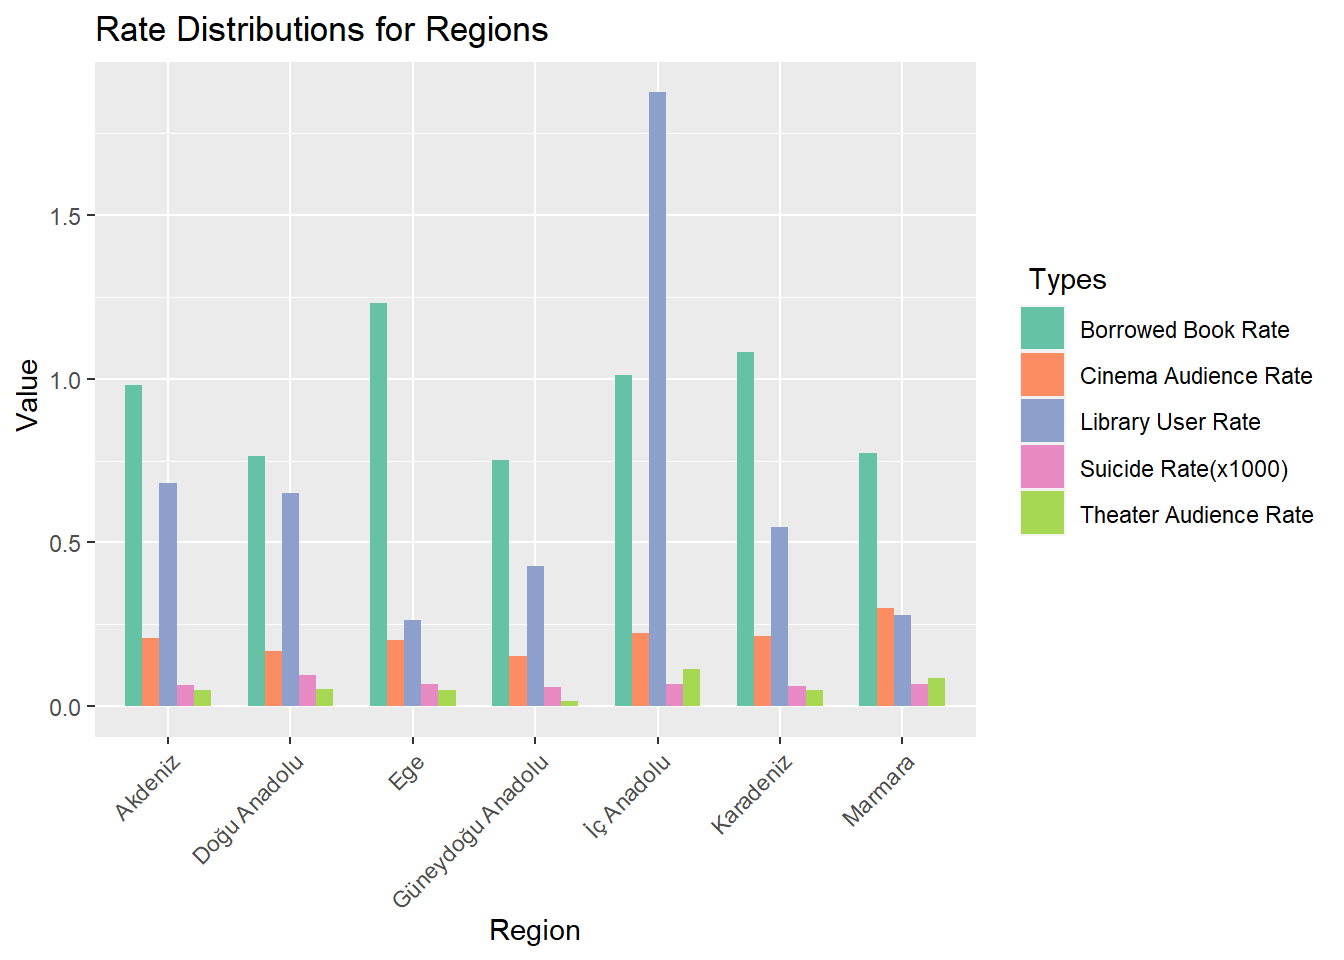 Rate Distributions for Regions
Value
1.5
1.0
0.5
0.0
Akdeniz
Doğu Anadolu
Ege
Güneydoğu Anadolu
İç Anadolu
Karadeniz
Marmara
Region
Types
Borrowed Book Rate
Cinema Audience Rate
Library User Rate
Suicide Rate(x1000)
Theater Audience Rate